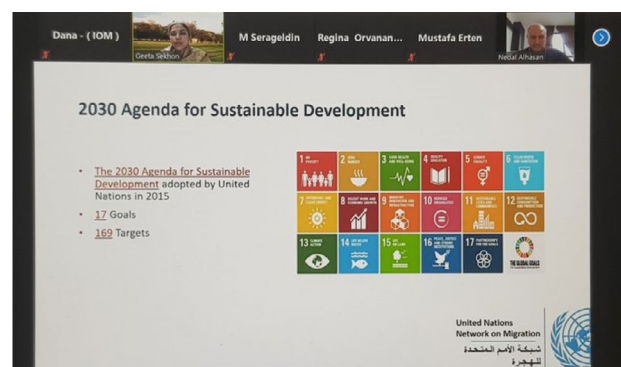 Dana - ( IOM )
Geeta Sekhon
M Serageldin
Regina Orvanan...
Mustafa Erten
Nedal Alhasan
2030 Agenda for Sustainable Development
• The 2030 Agenda for Sustainable
Development adopted by United
Nations in 2015
• 17 Goals
• 169 Targets
1 NO POVERTY
2 ZERO HUNGER
3 GOOD HEALTH AND WELL-BEING
4 QUALITY EDUCATION
5 GENDER EQUALITY
6 CLEAN WATER AND SANITATION
7 AFFORDABLE AND CLEAN ENERGY
8 DECENT WORK AND ECONOMIC GROWTH
9 INDUSTRY, INNOVATION AND INFRASTRUCTURE
10 REDUCED INEQUALITIES
11 SUSTAINABLE CITIES AND COMMUNITIES
12 RESPONSIBLE CONSUMPTION AND PRODUCTION
13 CLIMATE ACTION
14 LIFE BELOW WATER
15 LIFE ON LAND
16 PEACE, JUSTICE AND STRONG INSTITUTIONS
17 PARTNERSHIPS FOR THE GOALS
THE GLOBAL GOALS
United Nations
Network on Migration
شبكة الأمم المتحدة
للهجرة